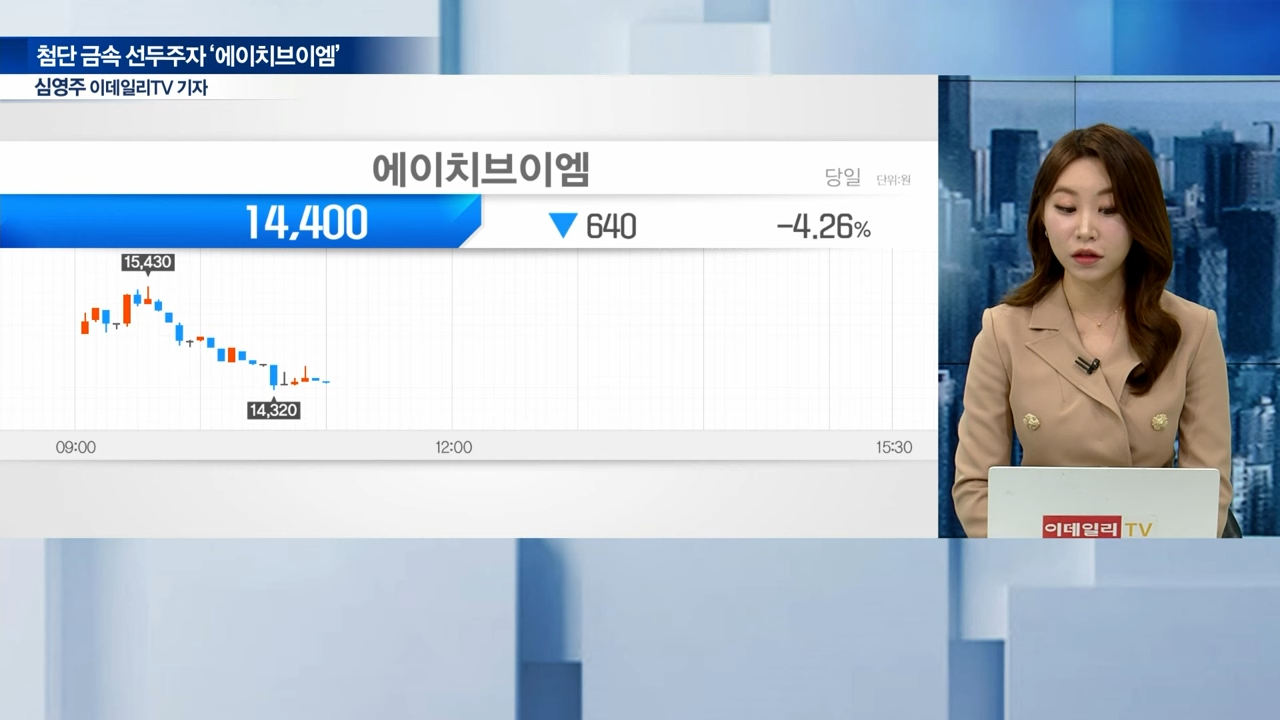 첨단 금속 선두주자 ‘에이치브이엠’
심영주 이데일리TV 기자
에이치브이엠
당일 단위:원
14,400 ▼ 640 -4.26%
15,430
14,320
09:00 12:00 15:30
이데일리 TV